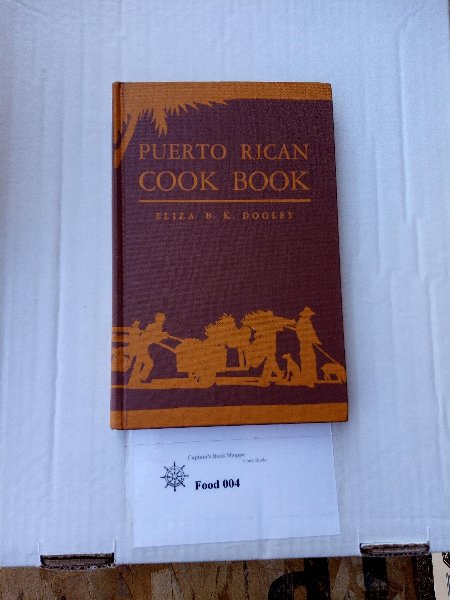 PUERTO RICAN
COOK BOOK
ELIZA B. K. DOOLEY
Captain's Book Shoppe
Food 004